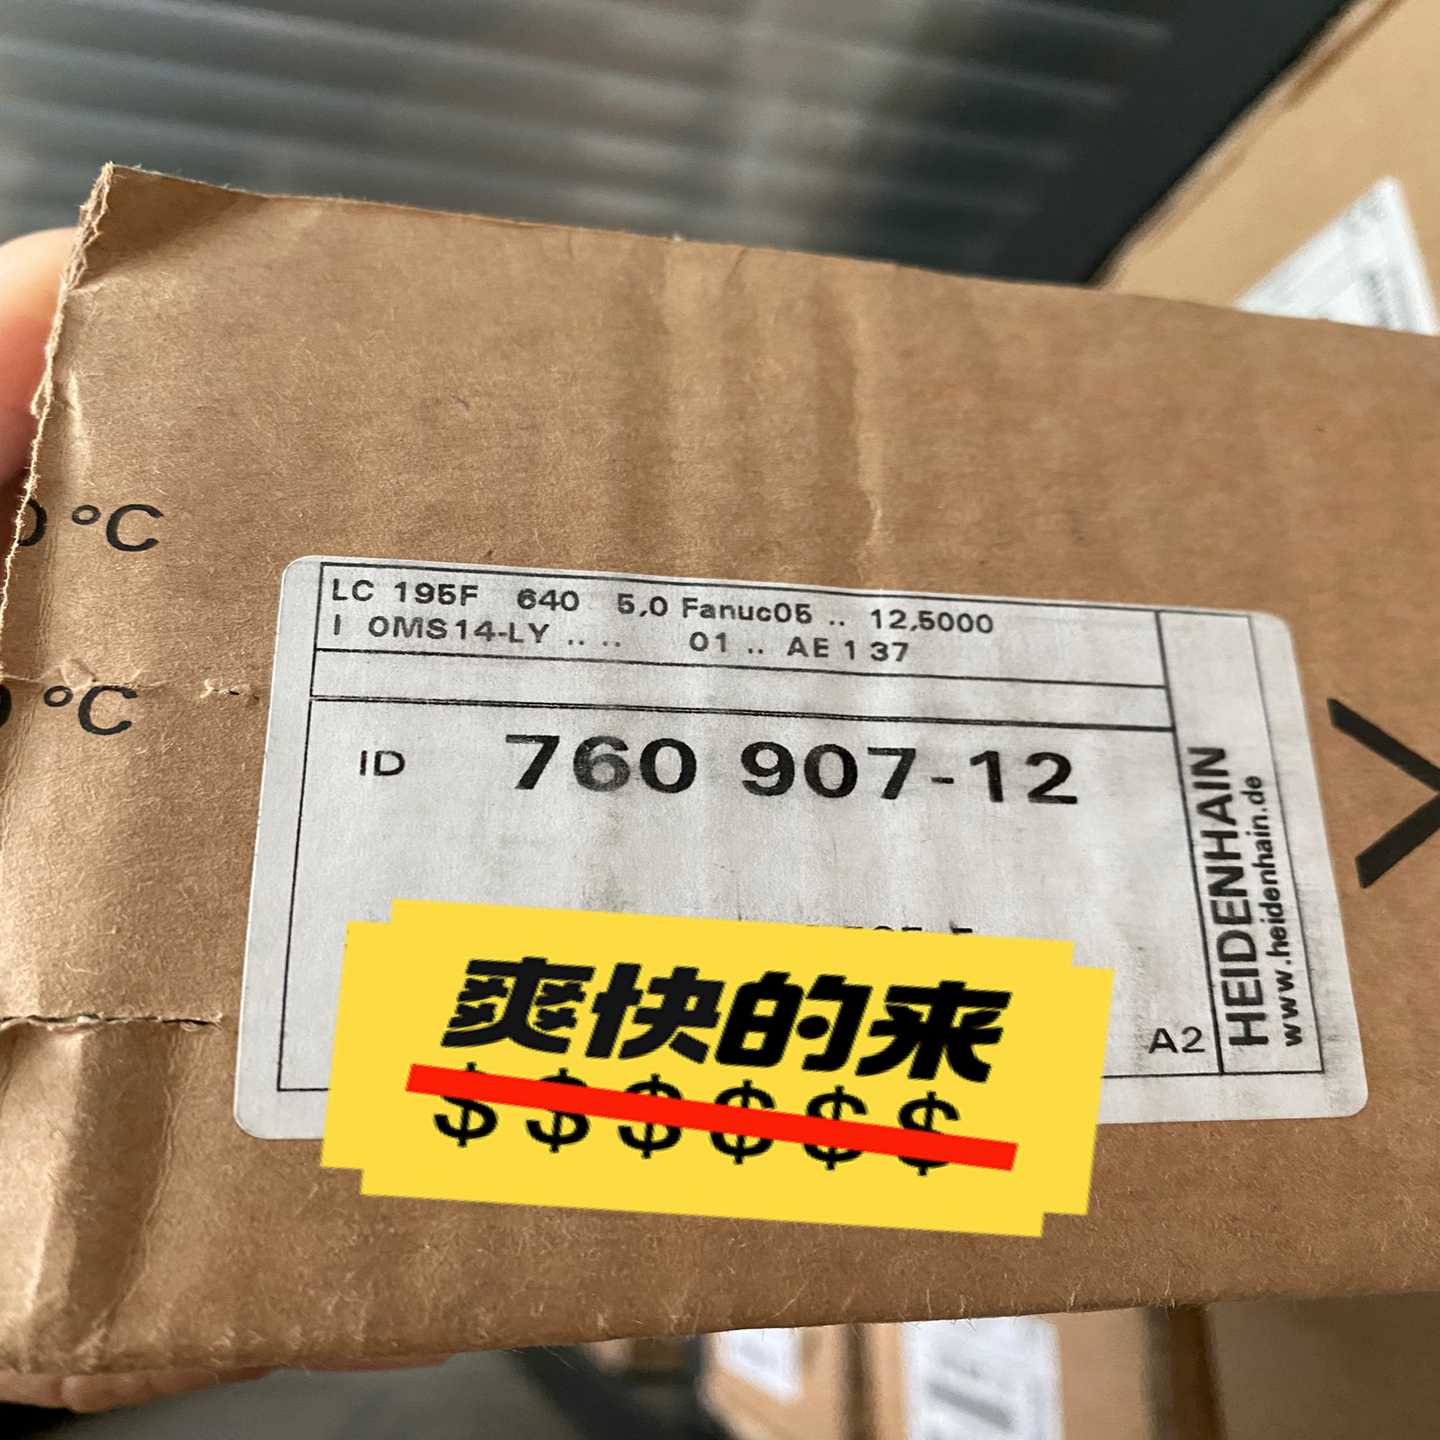 °C
°C
LC 195F 640 5,0 Fanuc05 .. 12,5000
I 0MS14-LY .. .. 01 .. AE 1 37
ID 760 907-12
A2
HEIDENHAIN
www.heidenhain.de
爽快的来
$$$$$$